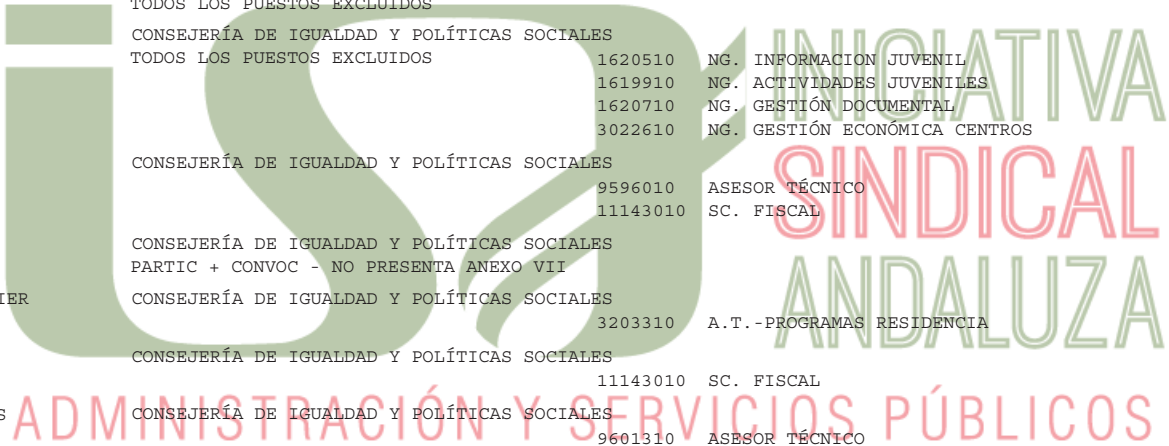 TODOS LOS PUESTOS EXCLUIDOS
CONSEJERÍA DE IGUALDAD Y POLÍTICAS SOCIALES
TODOS LOS PUESTOS EXCLUIDOS 1620510 NG. INFORMACION JUVENIL
1619910 NG. ACTIVIDADES JUVENILES
1620710 NG. GESTIÓN DOCUMENTAL
3022610 NG. GESTIÓN ECONÓMICA CENTROS
CONSEJERÍA DE IGUALDAD Y POLÍTICAS SOCIALES
9596010 ASESOR TÉCNICO
11143010 SC. FISCAL
CONSEJERÍA DE IGUALDAD Y POLÍTICAS SOCIALES
PARTIC + CONVOC - NO PRESENTA ANEXO VII
IER CONSEJERÍA DE IGUALDAD Y POLÍTICAS SOCIALES
3203310 A.T.-PROGRAMAS RESIDENCIA
CONSEJERÍA DE IGUALDAD Y POLÍTICAS SOCIALES
11143010 SC. FISCAL
S CONSEJERÍA DE IGUALDAD Y POLÍTICAS SOCIALES
9601310 ASESOR TÉCNICO
isa
INICIATIVA
SINDICAL
ANDALUZA
ADMINISTRACIÓN Y SERVICIOS PÚBLICOS